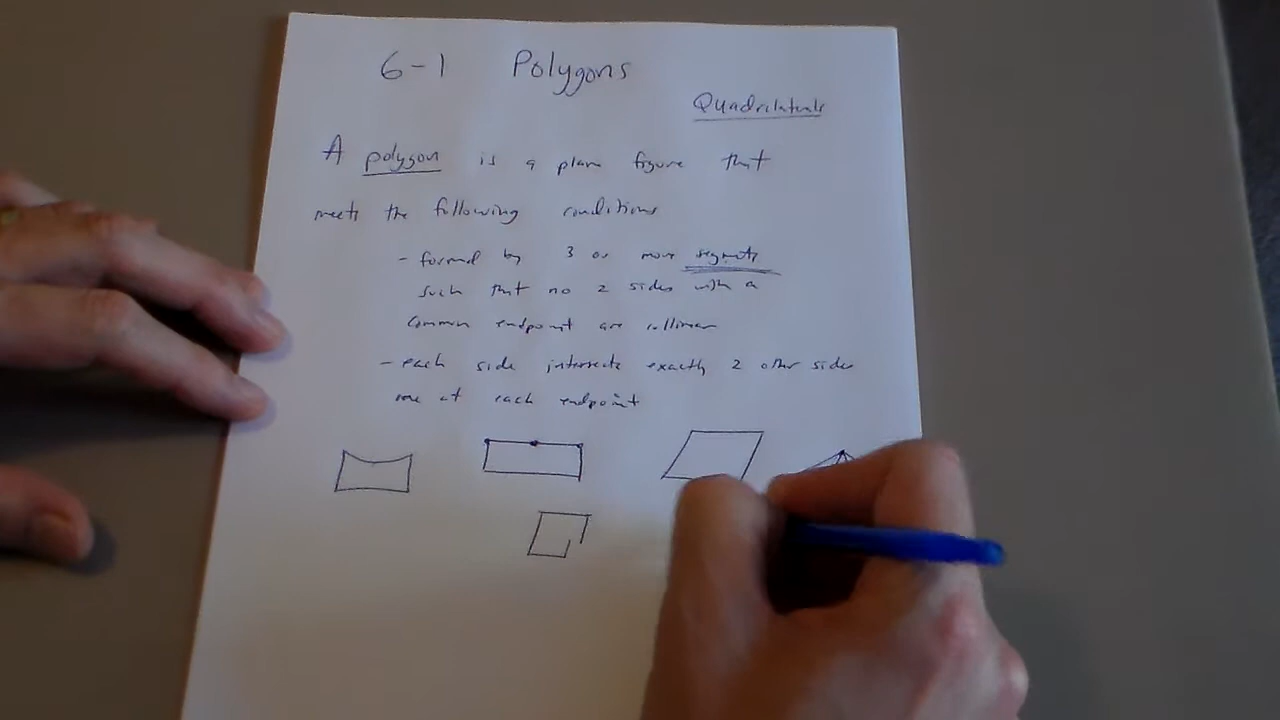 6-1 Polygons
Quadrilaterals
A polygon is a plane figure that
meets the following conditions
- formed by 3 or more segments
such that no 2 sides with a
common endpoint are collinear
- each side intersects exactly 2 other sides
one at each endpoint